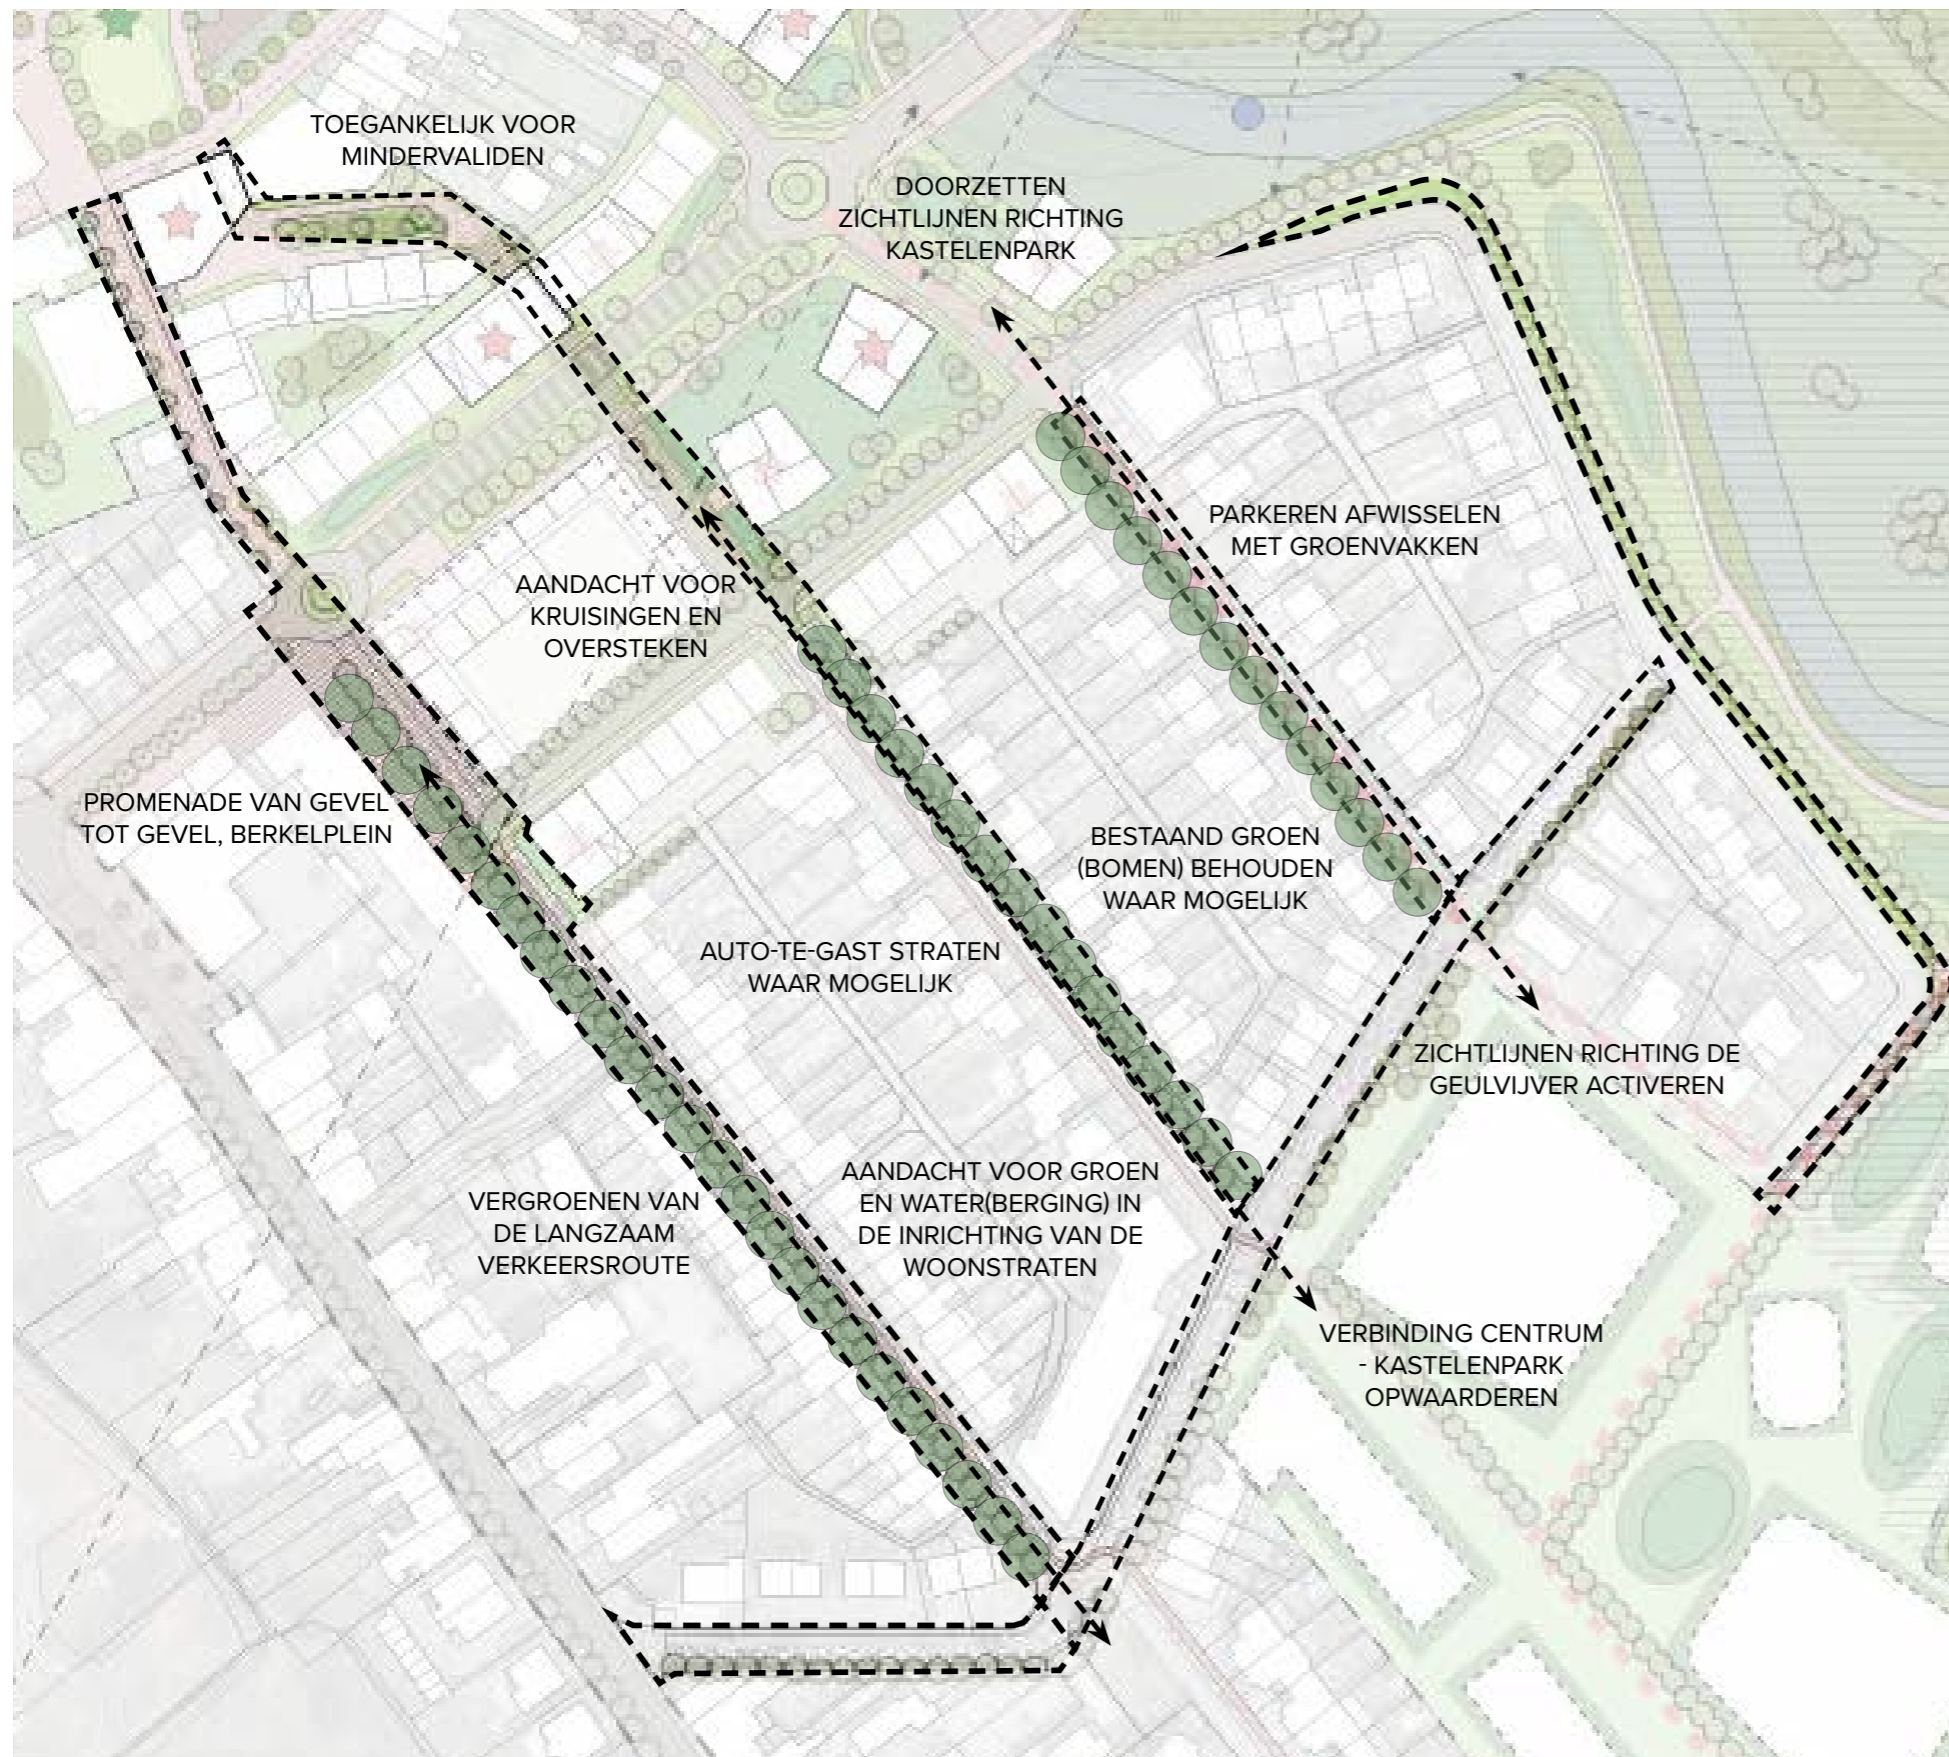 TOEGANKELIJK VOOR
MINDERVALIDEN
DOORZETTEN
ZICHTLIJNEN RICHTING
KASTELENPARK
PARKEREN AFWISSELEN
MET GROENVAKKEN
AANDACHT VOOR
KRUISINGEN EN
OVERSTEKEN
PROMENADE VAN GEVEL
TOT GEVEL, BERKELPLEIN
BESTAAND GROEN
(BOMEN) BEHOUDEN
WAAR MOGELIJK
AUTO-TE-GAST STRATEN
WAAR MOGELIJK
ZICHTLIJNEN RICHTING DE
GEULVIJVER ACTIVEREN
AANDACHT VOOR GROEN
EN WATER(BERGING) IN
DE INRICHTING VAN DE
WOONSTRATEN
VERGROENEN VAN
DE LANGZAAM
VERKEERSROUTE
VERBINDING CENTRUM
- KASTELENPARK
OPWAARDEREN